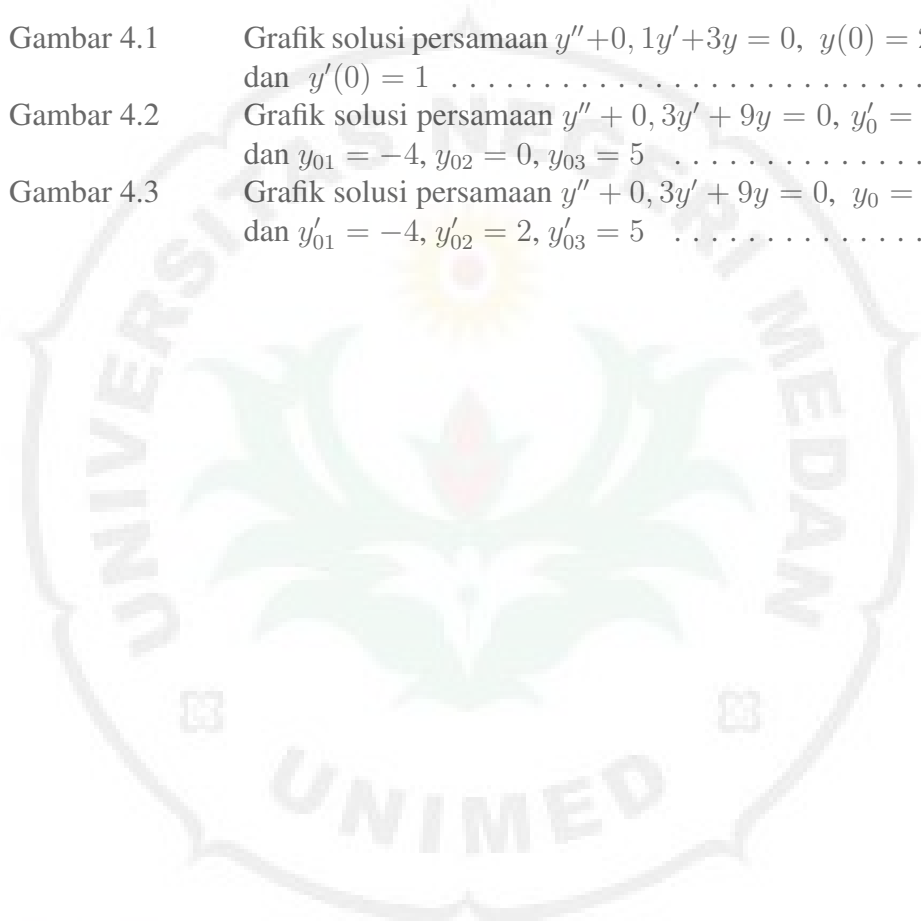 Gambar 4.1 Grafik solusi persamaan y″+0, 1y′+3y = 0, y(0) =
dan y′(0) = 1 . . . . . . . . . . . . . . . . . . . . . . . . . .
Gambar 4.2 Grafik solusi persamaan y″ + 0, 3y′ + 9y = 0, y′₀ =
dan y₀₁ = −4, y₀₂ = 0, y₀₃ = 5 . . . . . . . . . . . . . .
Gambar 4.3 Grafik solusi persamaan y″ + 0, 3y′ + 9y = 0, y₀ =
dan y′₀₁ = −4, y′₀₂ = 2, y′₀₃ = 5 . . . . . . . . . . . . . .
UNIVERSITAS NEGERI MEDAN
UNIMED